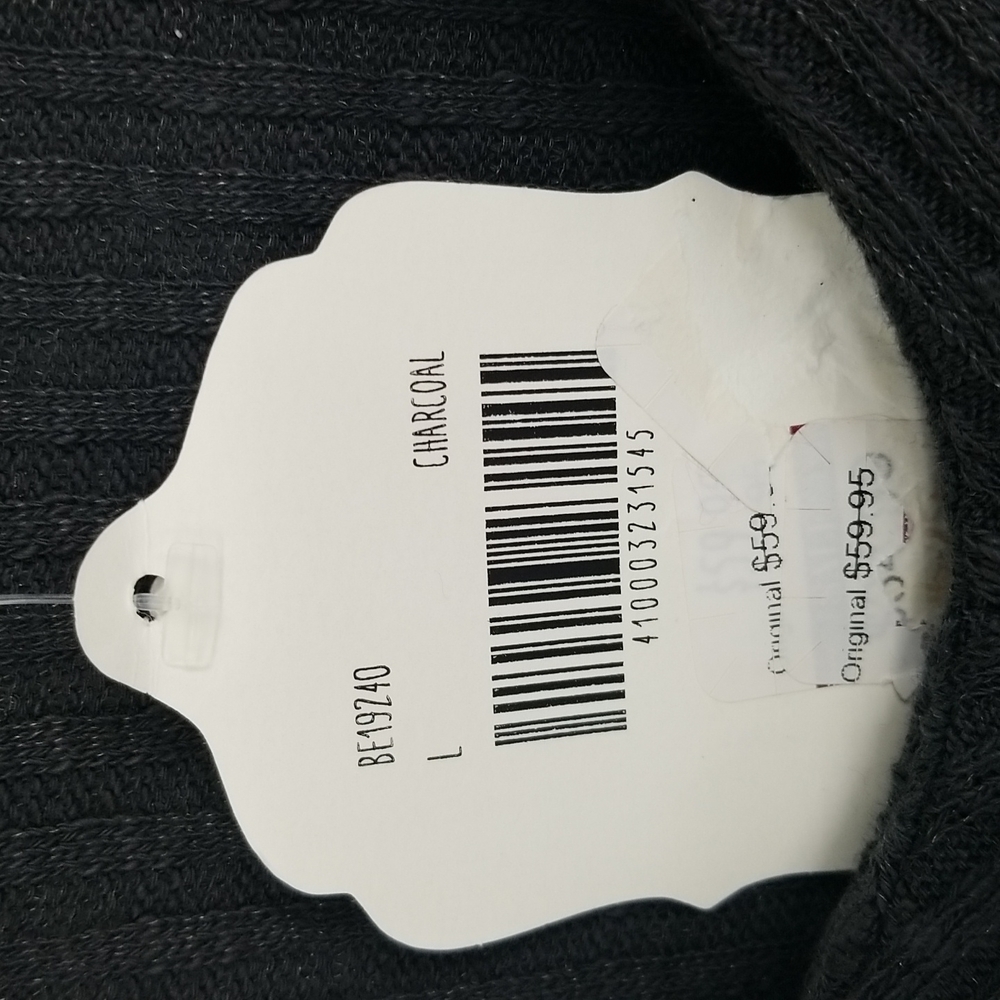 BE19240
L CHARCOAL
410003231545
Original $59.
Original $59.95